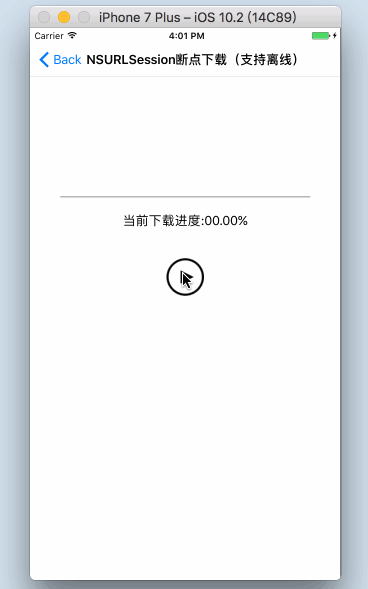 iPhone 7 Plus – iOS 10.2 (14C89)
Carrier 4:01 PM
Back NSURLSession断点下载（支持离线）
当前下载进度:00.00%